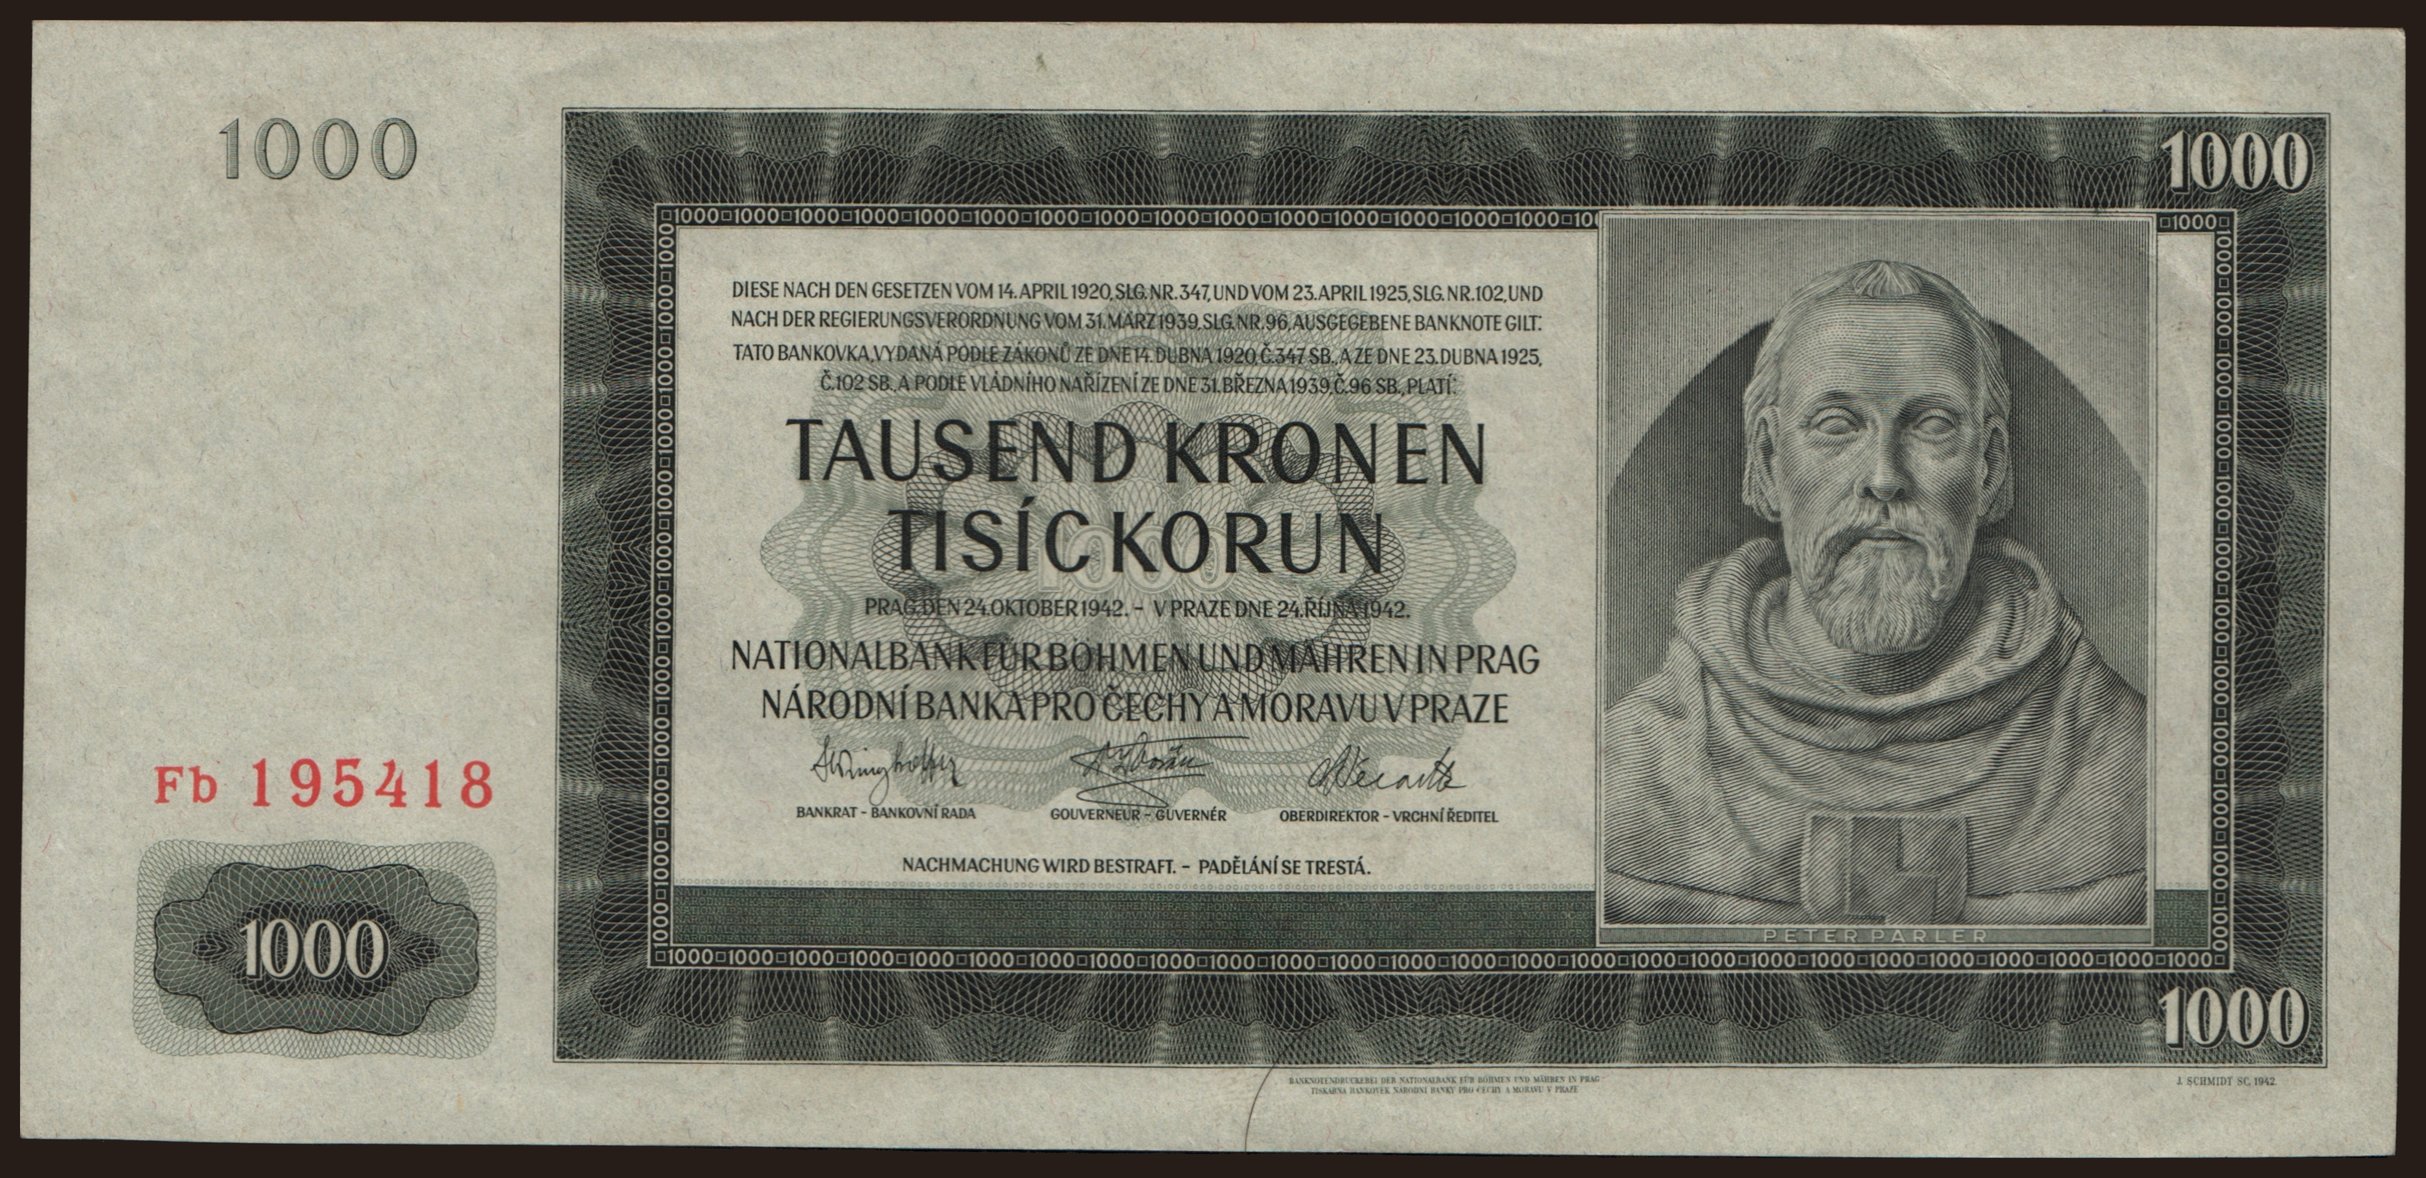 1000
1000
DIESE NACH DEN GESETZEN VOM 14. APRIL 1920, SLG. NR. 347, UND VOM 23. APRIL 1925, SLG. NR. 102, UND
NACH DER REGIERUNGSVERORDNUNG VOM 31. MÄRZ 1939, SLG. NR. 96, AUSGEGEBENE BANKNOTE GILT:
TATO BANKOVKA, VYDANÁ PODLE ZÁKONŮ ZE DNE 14. DUBNA 1920, Č. 347 SB., A ZE DNE 23. DUBNA 1925,
Č. 102 SB., A PODLE VLÁDNÍHO NAŘÍZENÍ ZE DNE 31. BŘEZNA 1939, Č. 96 SB., PLATÍ:
TAUSEND KRONEN
TISÍC KORUN
PRAG, DEN 24. OKTOBER 1942. - V PRAZE DNE 24. ŘÍJNA 1942.
NATIONALBANK FÜR BÖHMEN UND MÄHREN IN PRAG
NÁRODNÍ BANKA PRO ČECHY A MORAVU V PRAZE
Fb 195418
BANKRAT - BANKOVNÍ RADA GOUVERNEUR - GUVERNÉR OBERDIREKTOR - VRCHNÍ ŘEDITEL
NACHMACHUNG WIRD BESTRAFT. - PADĚLÁNÍ SE TRESTÁ.
PETER PARLER
1000
1000
BANKNOTENDRUCKEREI DER NATIONALBANK FÜR BÖHMEN UND MÄHREN IN PRAG
TISKÁRNA BANKOVEK NÁRODNÍ BANKY PRO ČECHY A MORAVU V PRAZE
J. SCHMIDT SC. 1942.